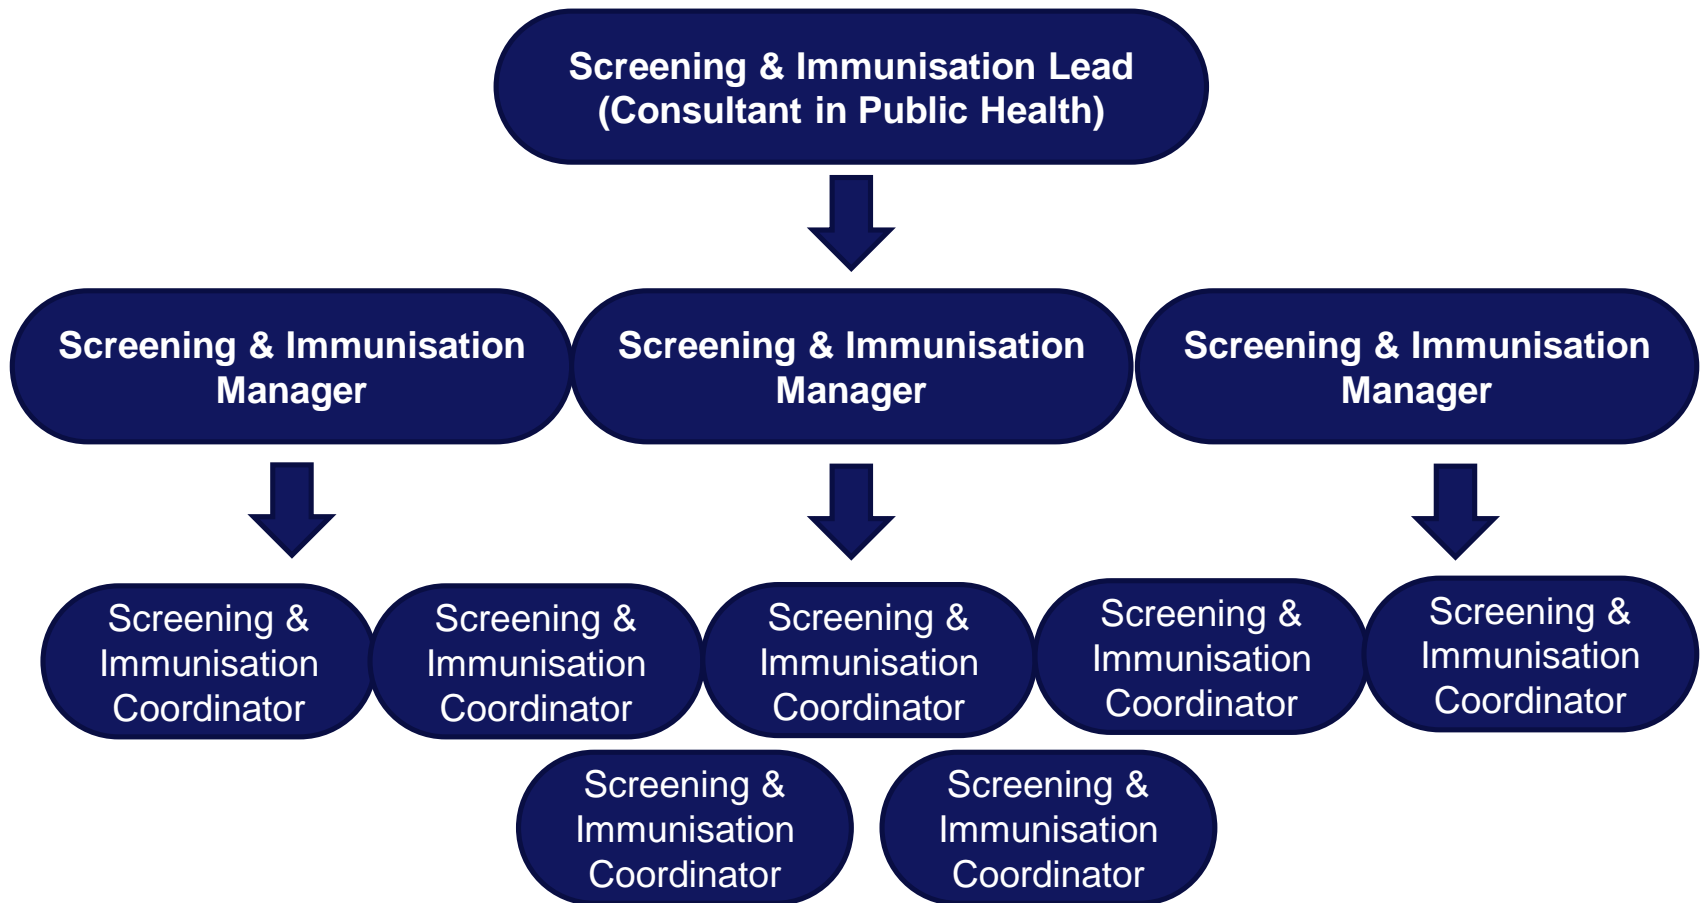 Screening & Immunisation Lead
(Consultant in Public Health)
Screening & Immunisation
Manager
Screening & Immunisation
Manager
Screening & Immunisation
Manager
Screening &
Immunisation
Coordinator
Screening &
Immunisation
Coordinator
Screening &
Immunisation
Coordinator
Screening &
Immunisation
Coordinator
Screening &
Immunisation
Coordinator
Screening &
Immunisation
Coordinator
Screening &
Immunisation
Coordinator